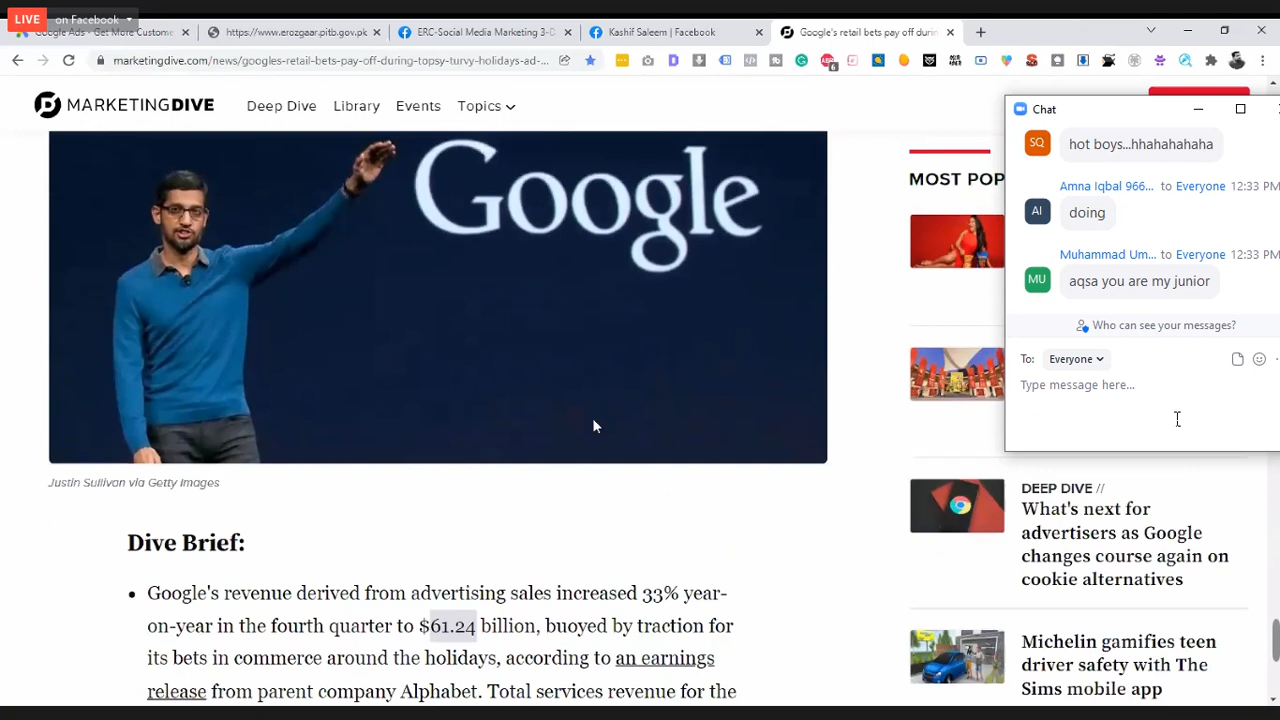 LIVE on Facebook
Google Ads - Get More Custome
https://www.erozgaar.pitb.gov.pk
ERC-Social Media Marketing 3-D
Kashif Saleem | Facebook
Google's retail bets pay off durin
marketingdive.com/news/googles-retail-bets-pay-off-during-topsy-turvy-holidays-ad-...
MARKETINGDIVE
Deep Dive
Library
Events
Topics
Google
Justin Sullivan via Getty Images
Dive Brief:
• Google's revenue derived from advertising sales increased 33% year-
on-year in the fourth quarter to $61.24 billion, buoyed by traction for
its bets in commerce around the holidays, according to an earnings
release from parent company Alphabet. Total services revenue for the
MOST POP
DEEP DIVE //
What's next for
advertisers as Google
changes course again on
cookie alternatives
Michelin gamifies teen
driver safety with The
Sims mobile app
Chat
SQ
hot boys...hhahahahaha
Amna Iqbal 966... to Everyone 12:33 PM
AI
doing
Muhammad Um... to Everyone 12:33 PM
MU
aqsa you are my junior
Who can see your messages?
To: Everyone
Type message here...